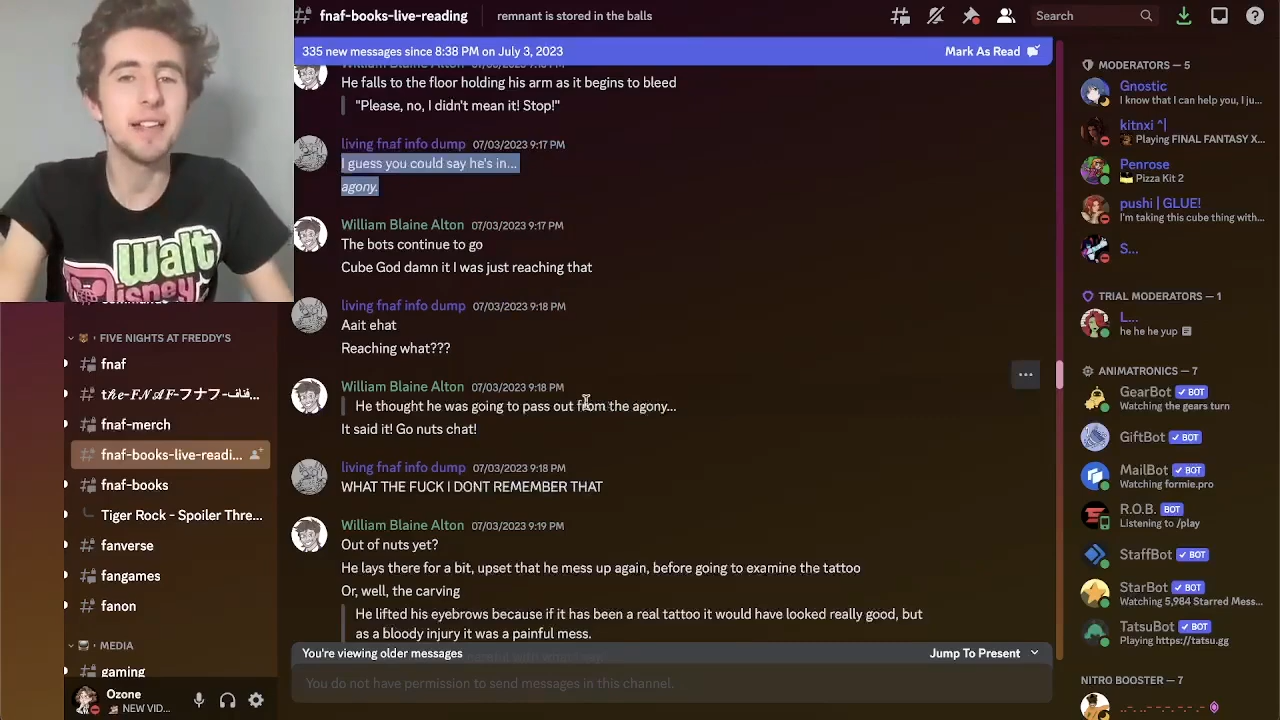 fnaf-books-live-reading
remnant is stored in the balls
Search
335 new messages since 8:38 PM on July 3, 2023
Mark As Read
He falls to the floor holding his arm as it begins to bleed
"Please, no, I didn't mean it! Stop!"
living fnaf info dump 07/03/2023 9:17 PM
I guess you could say he's in...
agony.
William Blaine Alton 07/03/2023 9:17 PM
The bots continue to go
Cube God damn it I was just reaching that
living fnaf info dump 07/03/2023 9:18 PM
Aait ehat
Reaching what???
William Blaine Alton 07/03/2023 9:18 PM
He thought he was going to pass out from the agony...
It said it! Go nuts chat!
living fnaf info dump 07/03/2023 9:18 PM
WHAT THE FUCK I DONT REMEMBER THAT
William Blaine Alton 07/03/2023 9:19 PM
Out of nuts yet?
He lays there for a bit, upset that he mess up again, before going to examine the tattoo
Or, well, the carving
He lifted his eyebrows because if it has been a real tattoo it would have looked really good, but
as a bloody injury it was a painful mess.
You're viewing older messages
Jump To Present
You do not have permission to send messages in this channel.
Walt
Disney
FIVE NIGHTS AT FREDDY'S
fnaf
fnaf-merch
fnaf-books-live-readi...
fnaf-books
Tiger Rock - Spoiler Thre...
fanverse
fangames
fanon
MEDIA
gaming
Ozone
NEW VID...
MODERATORS — 5
Gnostic
I know that I can help you, I ju...
kitnxi ^|
Playing FINAL FANTASY X...
Penrose
Pizza Kit 2
pushi | GLUE!
I'm taking this cube thing with...
S...
TRIAL MODERATORS — 1
L...
he he he yup
ANIMATRONICS — 7
GearBot BOT
Watching the gears turn
GiftBot BOT
MailBot BOT
Watching formie.pro
R.O.B. BOT
Listening to /play
StaffBot BOT
StarBot BOT
Watching 5,984 Starred Mess...
TatsuBot BOT
Playing https://tatsu.gg
NITRO BOOSTER — 7